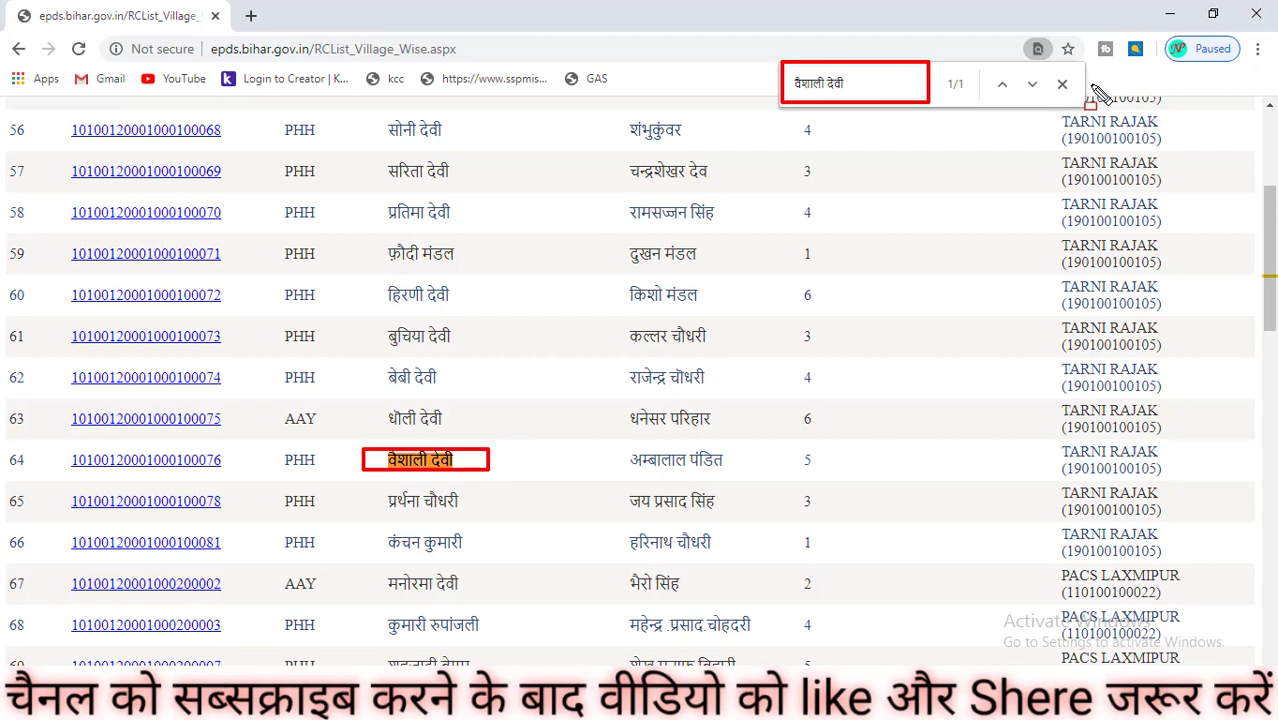 epds.bihar.gov.in/RCList_Village_
Not secure epds.bihar.gov.in/RCList_Village_Wise.aspx Paused
Apps Gmail YouTube Login to Creator | K... kcc https://www.sspmis... GAS
वैशाली देवी 1/1
56 10100120001000100068 PHH सोनी देवी शंभुकुंवर 4 TARNI RAJAK (190100100105)
57 10100120001000100069 PHH सरिता देवी चन्द्रशेखर देव 3 TARNI RAJAK (190100100105)
58 10100120001000100070 PHH प्रतिमा देवी रामसज्जन सिंह 4 TARNI RAJAK (190100100105)
59 10100120001000100071 PHH फ़ौदी मंडल दुखन मंडल 1 TARNI RAJAK (190100100105)
60 10100120001000100072 PHH हिरणी देवी किशो मंडल 6 TARNI RAJAK (190100100105)
61 10100120001000100073 PHH बुचिया देवी कल्लर चौधरी 3 TARNI RAJAK (190100100105)
62 10100120001000100074 PHH बेबी देवी राजेन्द्र चॊधरी 4 TARNI RAJAK (190100100105)
63 10100120001000100075 AAY धॊली देवी धनेसर परिहार 6 TARNI RAJAK (190100100105)
64 10100120001000100076 PHH वैशाली देवी अम्बालाल पंडित 5 TARNI RAJAK (190100100105)
65 10100120001000100078 PHH प्रर्थना चौधरी जय प्रसाद सिंह 3 TARNI RAJAK (190100100105)
66 10100120001000100081 PHH कंचन कुमारी हरिनाथ चौधरी 1 TARNI RAJAK (190100100105)
67 10100120001000200002 AAY मनोरमा देवी भैरो सिंह 2 PACS LAXMIPUR (110100100022)
68 10100120001000200003 PHH कुमारी रुपांजली महेन्द्र .प्रसाद.चोहदरी 4 PACS LAXMIPUR (110100100022)
PACS LAXMIPUR
Activate Windows
Go to Settings to activate Windows.
चैनल को सब्सक्राइब करने के बाद वीडियो को like और Shere जरूर करें